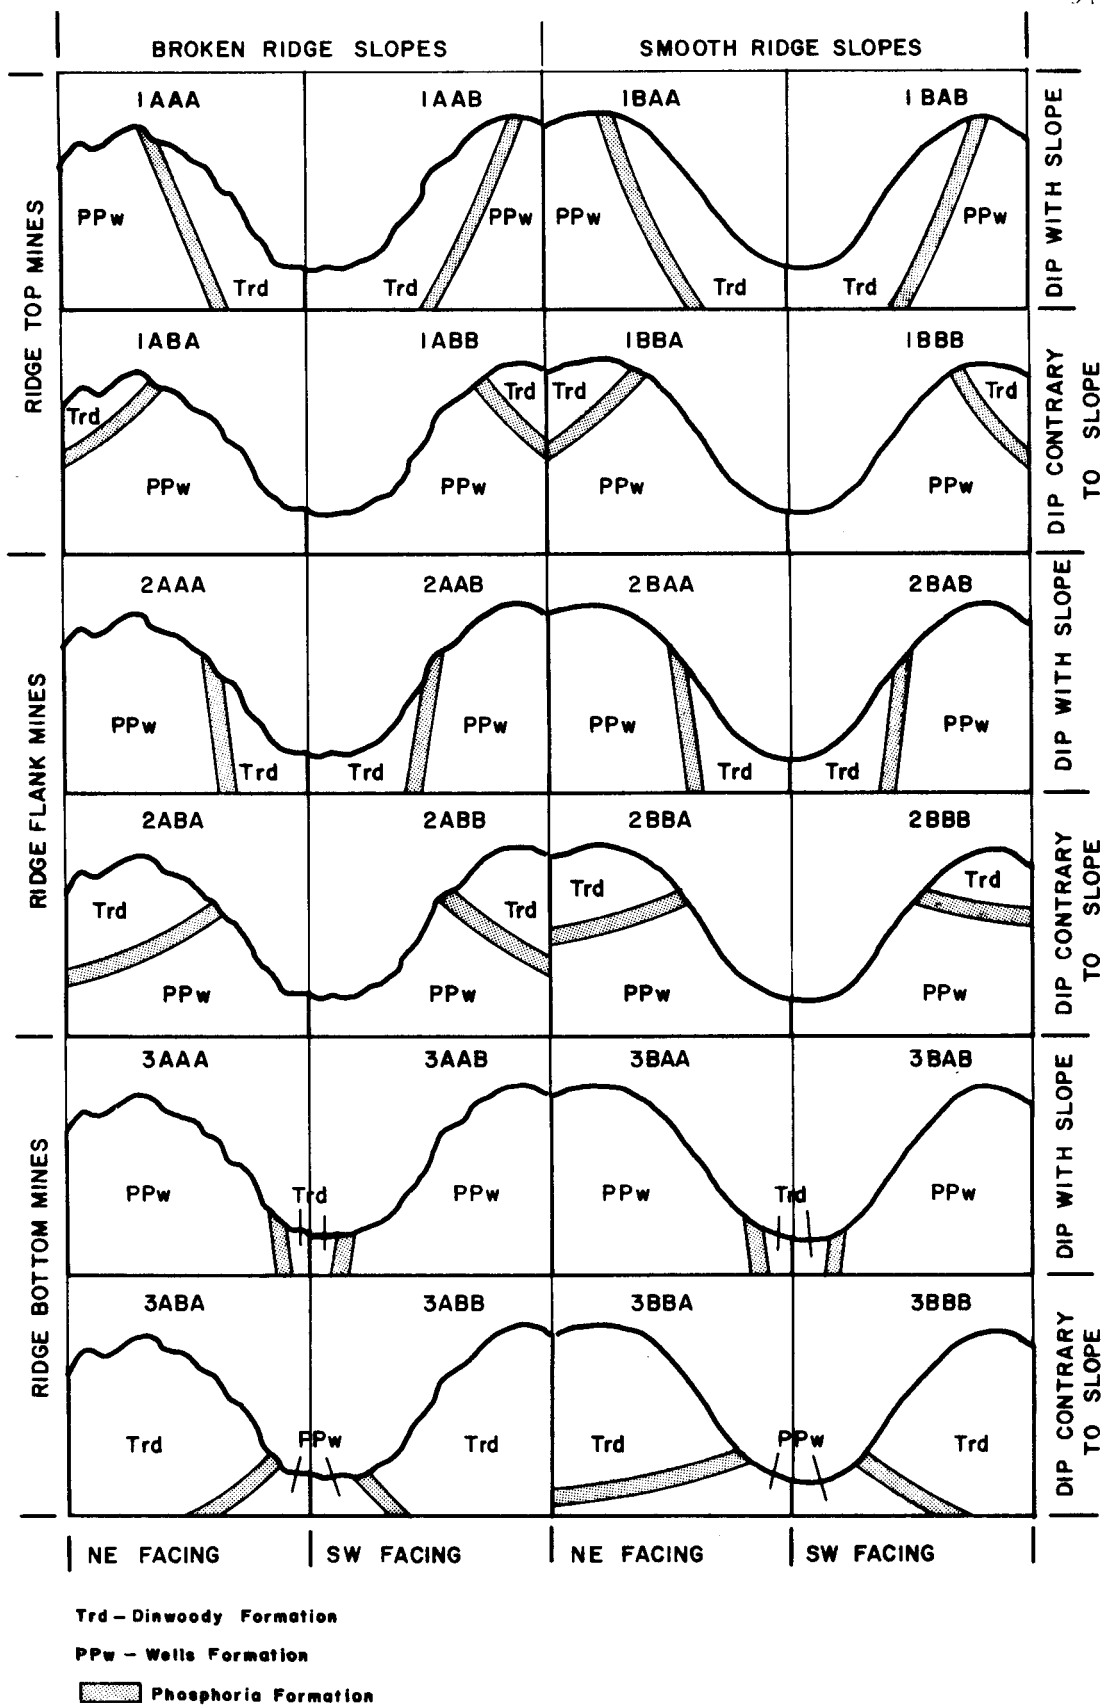 BROKEN RIDGE SLOPES SMOOTH RIDGE SLOPES
RIDGE TOP MINES
1AAA 1AAB 1BAA 1BAB
DIP WITH SLOPE
PPw PPw PPw PPw
Trd Trd Trd Trd
1ABA 1ABB 1BBA 1BBB
DIP CONTRARY
TO SLOPE
Trd Trd Trd Trd
PPw PPw PPw PPw
RIDGE FLANK MINES
2AAA 2AAB 2BAA 2BAB
DIP WITH SLOPE
PPw PPw PPw PPw
Trd Trd Trd Trd
2ABA 2ABB 2BBA 2BBB
DIP CONTRARY
TO SLOPE
Trd Trd Trd Trd
PPw PPw PPw PPw
RIDGE BOTTOM MINES
3AAA 3AAB 3BAA 3BAB
DIP WITH SLOPE
PPw Trd PPw PPw Trd PPw
3ABA 3ABB 3BBA 3BBB
DIP CONTRARY
TO SLOPE
Trd PPw Trd Trd PPw Trd
NE FACING SW FACING NE FACING SW FACING
Trd – Dinwoody Formation
PPw – Wells Formation
Phosphoria Formation